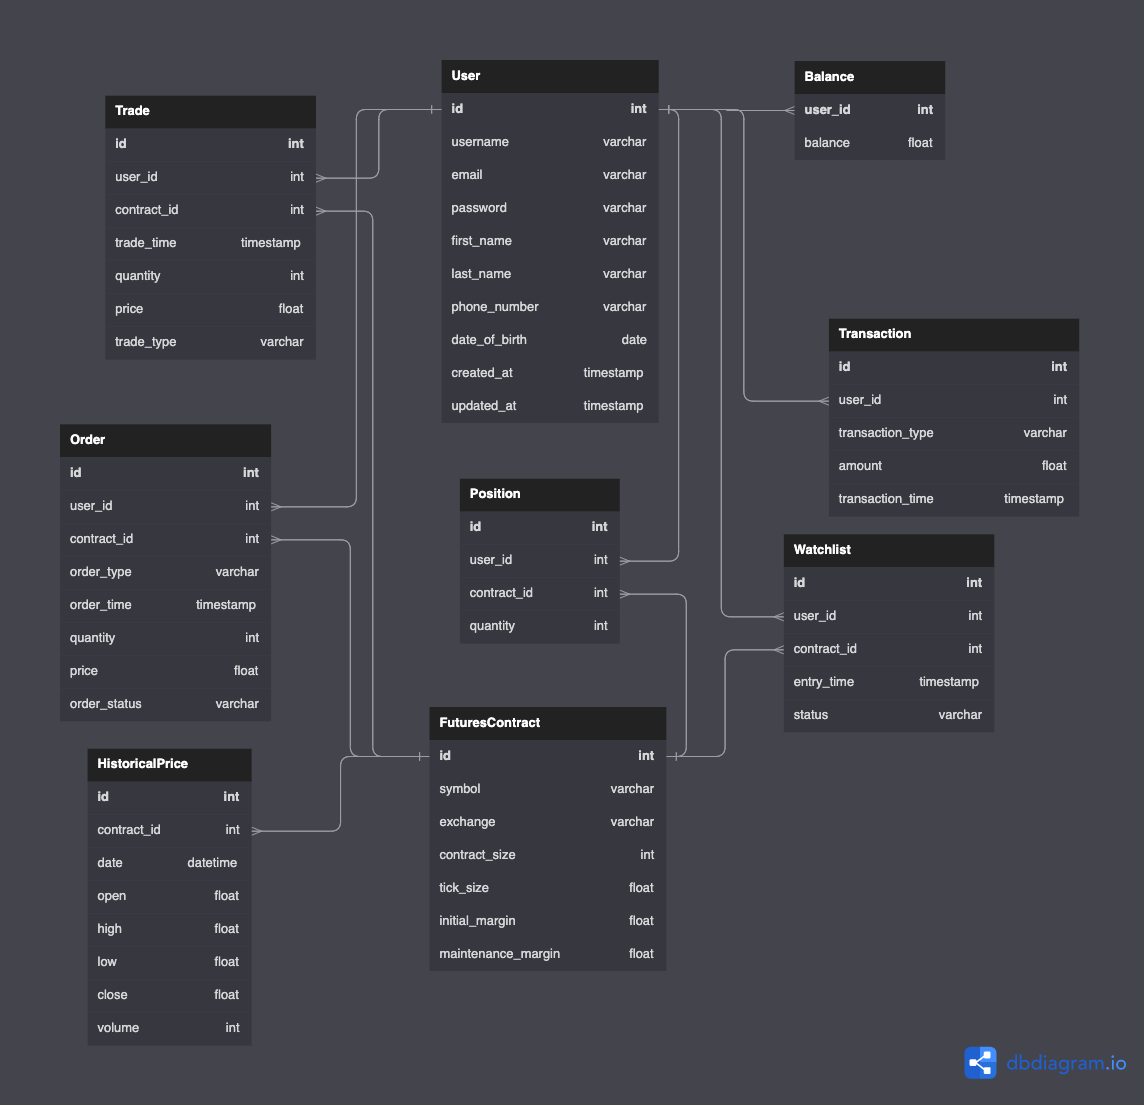 User
id int
username varchar
email varchar
password varchar
first_name varchar
last_name varchar
phone_number varchar
date_of_birth date
created_at timestamp
updated_at timestamp
Balance
user_id int
balance float
Trade
id int
user_id int
contract_id int
trade_time timestamp
quantity int
price float
trade_type varchar
Transaction
id int
user_id int
transaction_type varchar
amount float
transaction_time timestamp
Order
id int
user_id int
contract_id int
order_type varchar
order_time timestamp
quantity int
price float
order_status varchar
Position
id int
user_id int
contract_id int
quantity int
Watchlist
id int
user_id int
contract_id int
entry_time timestamp
status varchar
FuturesContract
id int
symbol varchar
exchange varchar
contract_size int
tick_size float
initial_margin float
maintenance_margin float
HistoricalPrice
id int
contract_id int
date datetime
open float
high float
low float
close float
volume int
dbdiagram.io